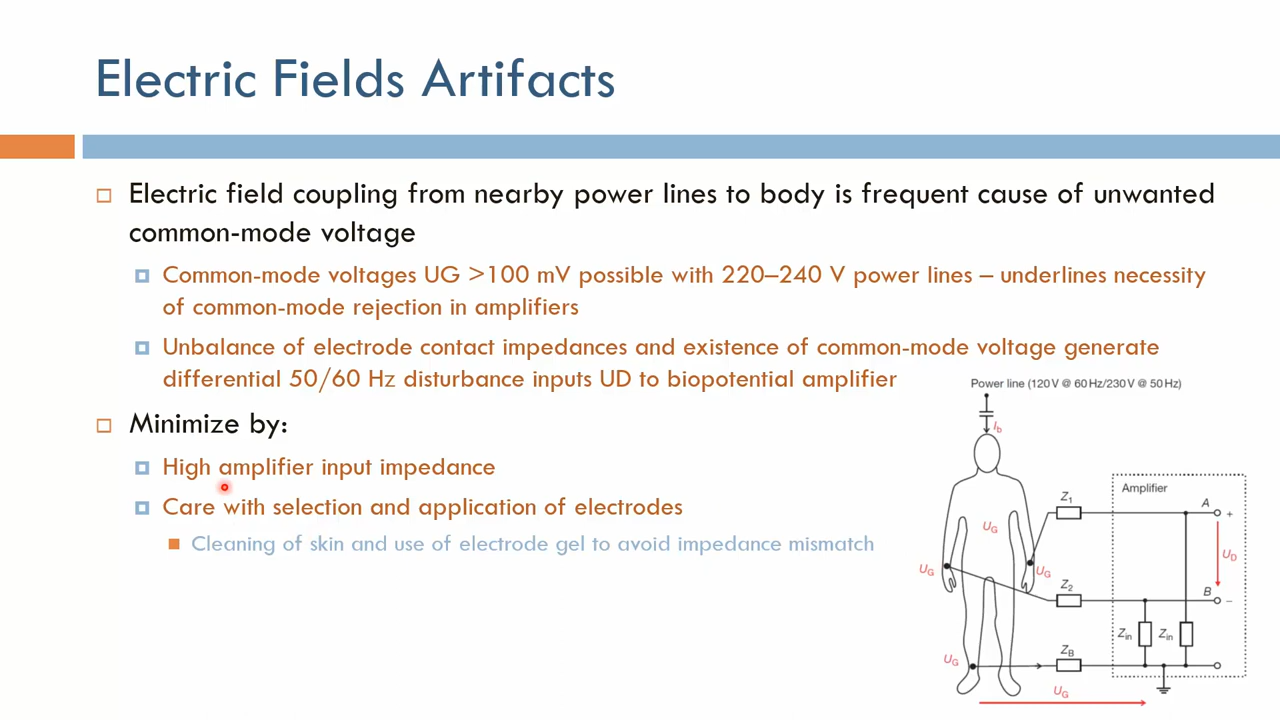 Electric Fields Artifacts
Electric field coupling from nearby power lines to body is frequent cause of unwanted
common-mode voltage
Common-mode voltages UG >100 mV possible with 220–240 V power lines – underlines necessity
of common-mode rejection in amplifiers
Unbalance of electrode contact impedances and existence of common-mode voltage generate
differential 50/60 Hz disturbance inputs UD to biopotential amplifier
Minimize by:
High amplifier input impedance
Care with selection and application of electrodes
Cleaning of skin and use of electrode gel to avoid impedance mismatch
Power line (120 V @ 60 Hz/230 V @ 50 Hz)
Ib
Amplifier
Z1
A
+
UG
UD
UG
UG
Z2
B
–
Zin
Zin
ZB
UG
UG